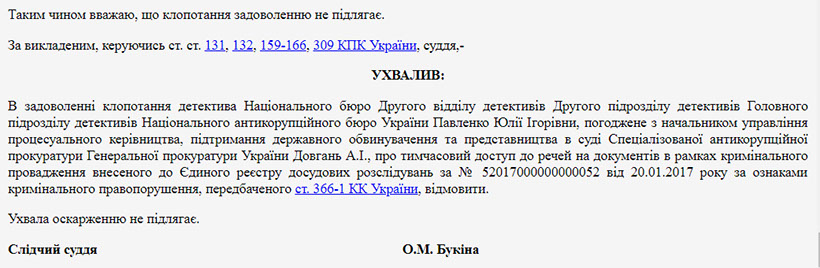 Таким чином вважаю, що клопотання задоволенню не підлягає.
За викладеним, керуючись ст. ст. 131, 132, 159-166, 309 КПК України, суддя,-
УХВАЛИВ:
В задоволенні клопотання детектива Національного бюро Другого відділу детективів Другого підрозділу детективів Головного
підрозділу детективів Національного антикорупційного бюро України Павленко Юлії Ігорівни, погоджене з начальником управління
процесуального керівництва, підтримання державного обвинувачення та представництва в суді Спеціалізованої антикорупційної
прокуратури Генеральної прокуратури України Довгань А.І., про тимчасовий доступ до речей на документів в рамках кримінального
провадження внесеного до Єдиного реєстру досудових розслідувань за № 52017000000000052 від 20.01.2017 року за ознаками
кримінального правопорушення, передбаченого ст. 366-1 КК України, відмовити.
Ухвала оскарженню не підлягає.
Слідчий суддя О.М. Букіна